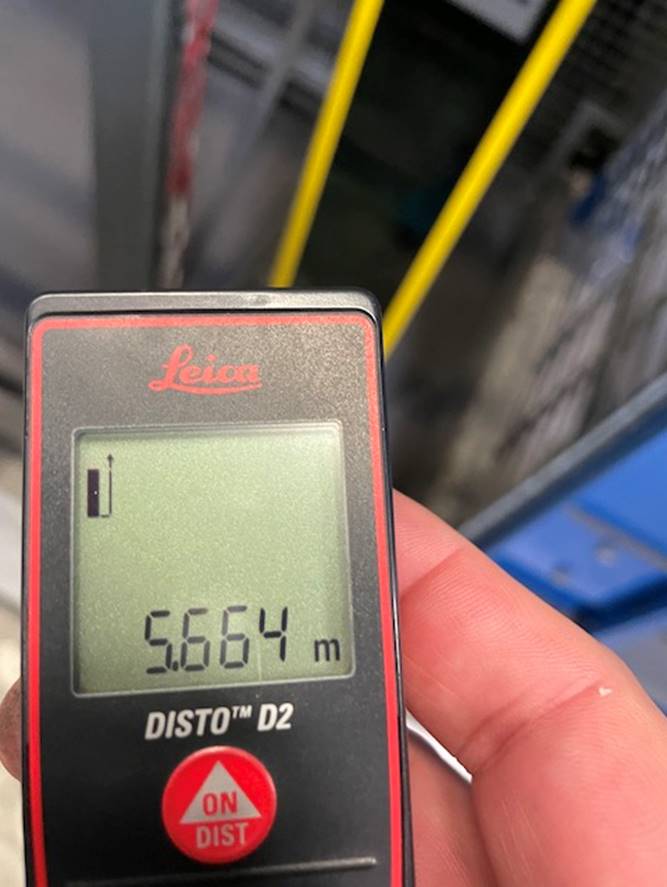 Leica
5.664 m
DISTO™ D2
ON
DIST